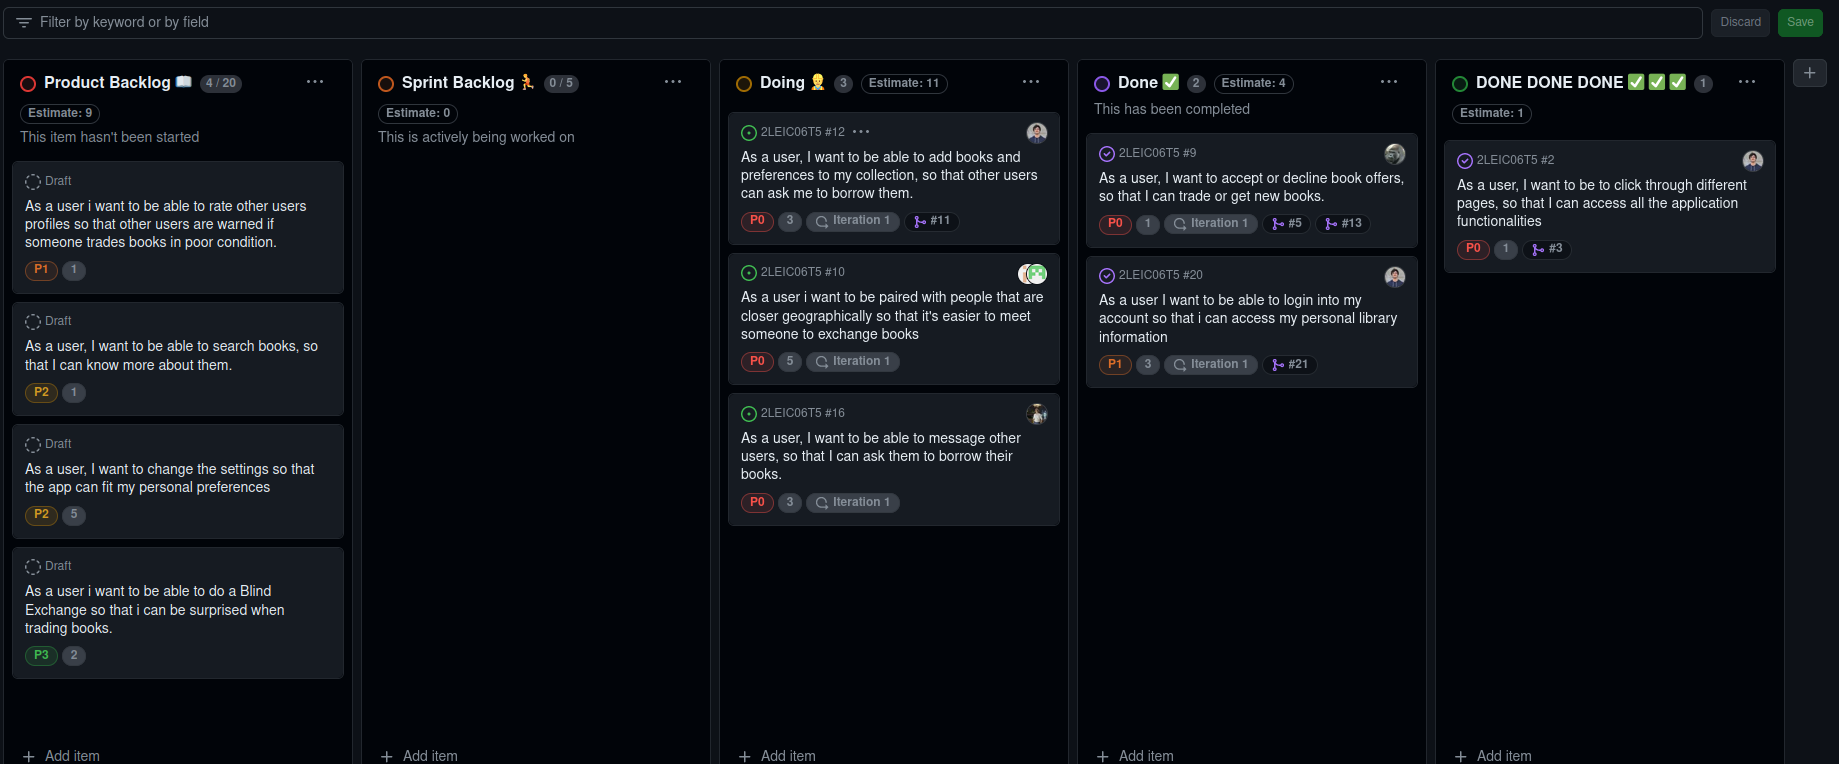 Filter by keyword or by field
Discard
Save
Product Backlog 📖 4 / 20
Estimate: 9
This item hasn't been started
Draft
As a user i want to be able to rate other users
profiles so that other users are warned if
someone trades books in poor condition.
P1 1
Draft
As a user, I want to be able to search books, so
that I can know more about them.
P2 1
Draft
As a user, I want to change the settings so that
the app can fit my personal preferences
P2 5
Draft
As a user i want to be able to do a Blind
Exchange so that i can be surprised when
trading books.
P3 2
Add item
Sprint Backlog 🏃 0 / 5
Estimate: 0
This is actively being worked on
Add item
Doing 👷 3 Estimate: 11
2LEIC06T5 #12
As a user, I want to be able to add books and
preferences to my collection, so that other users
can ask me to borrow them.
P0 3 Iteration 1 #11
2LEIC06T5 #10
As a user i want to be paired with people that are
closer geographically so that it's easier to meet
someone to exchange books
P0 5 Iteration 1
2LEIC06T5 #16
As a user, I want to be able to message other
users, so that I can ask them to borrow their
books.
P0 3 Iteration 1
Add item
Done ✅ 2 Estimate: 4
This has been completed
2LEIC06T5 #9
As a user, I want to accept or decline book offers,
so that I can trade or get new books.
P0 1 Iteration 1 #5 #13
2LEIC06T5 #20
As a user I want to be able to login into my
account so that i can access my personal library
information
P1 3 Iteration 1 #21
Add item
DONE DONE DONE ✅ ✅ ✅ 1
Estimate: 1
2LEIC06T5 #2
As a user, I want to be to click through different
pages, so that I can access all the application
functionalities
P0 1 #3
Add item